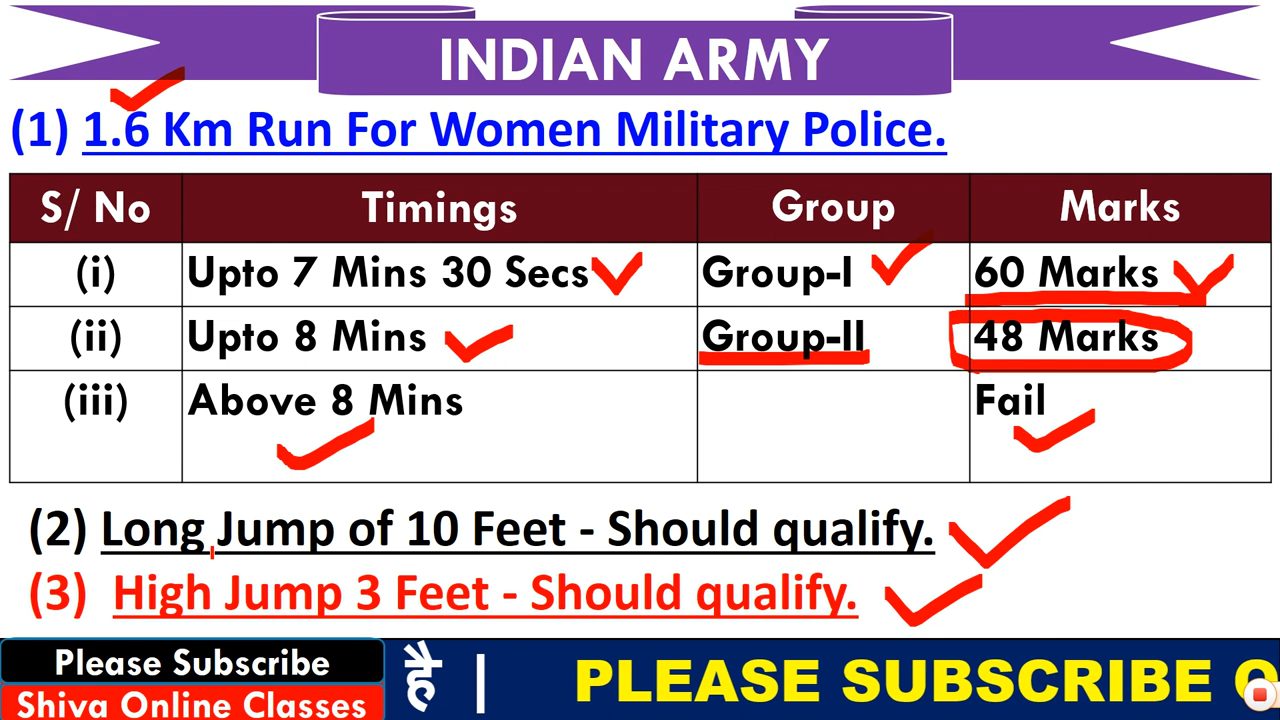 INDIAN ARMY
(1) 1.6 Km Run For Women Military Police.
S/ No Timings Group Marks
(i) Upto 7 Mins 30 Secs Group-I 60 Marks
(ii) Upto 8 Mins Group-II 48 Marks
(iii) Above 8 Mins Fail
(2) Long Jump of 10 Feet - Should qualify.
(3) High Jump 3 Feet - Should qualify.
Please Subscribe
Shiva Online Classes
है | PLEASE SUBSCRIBE